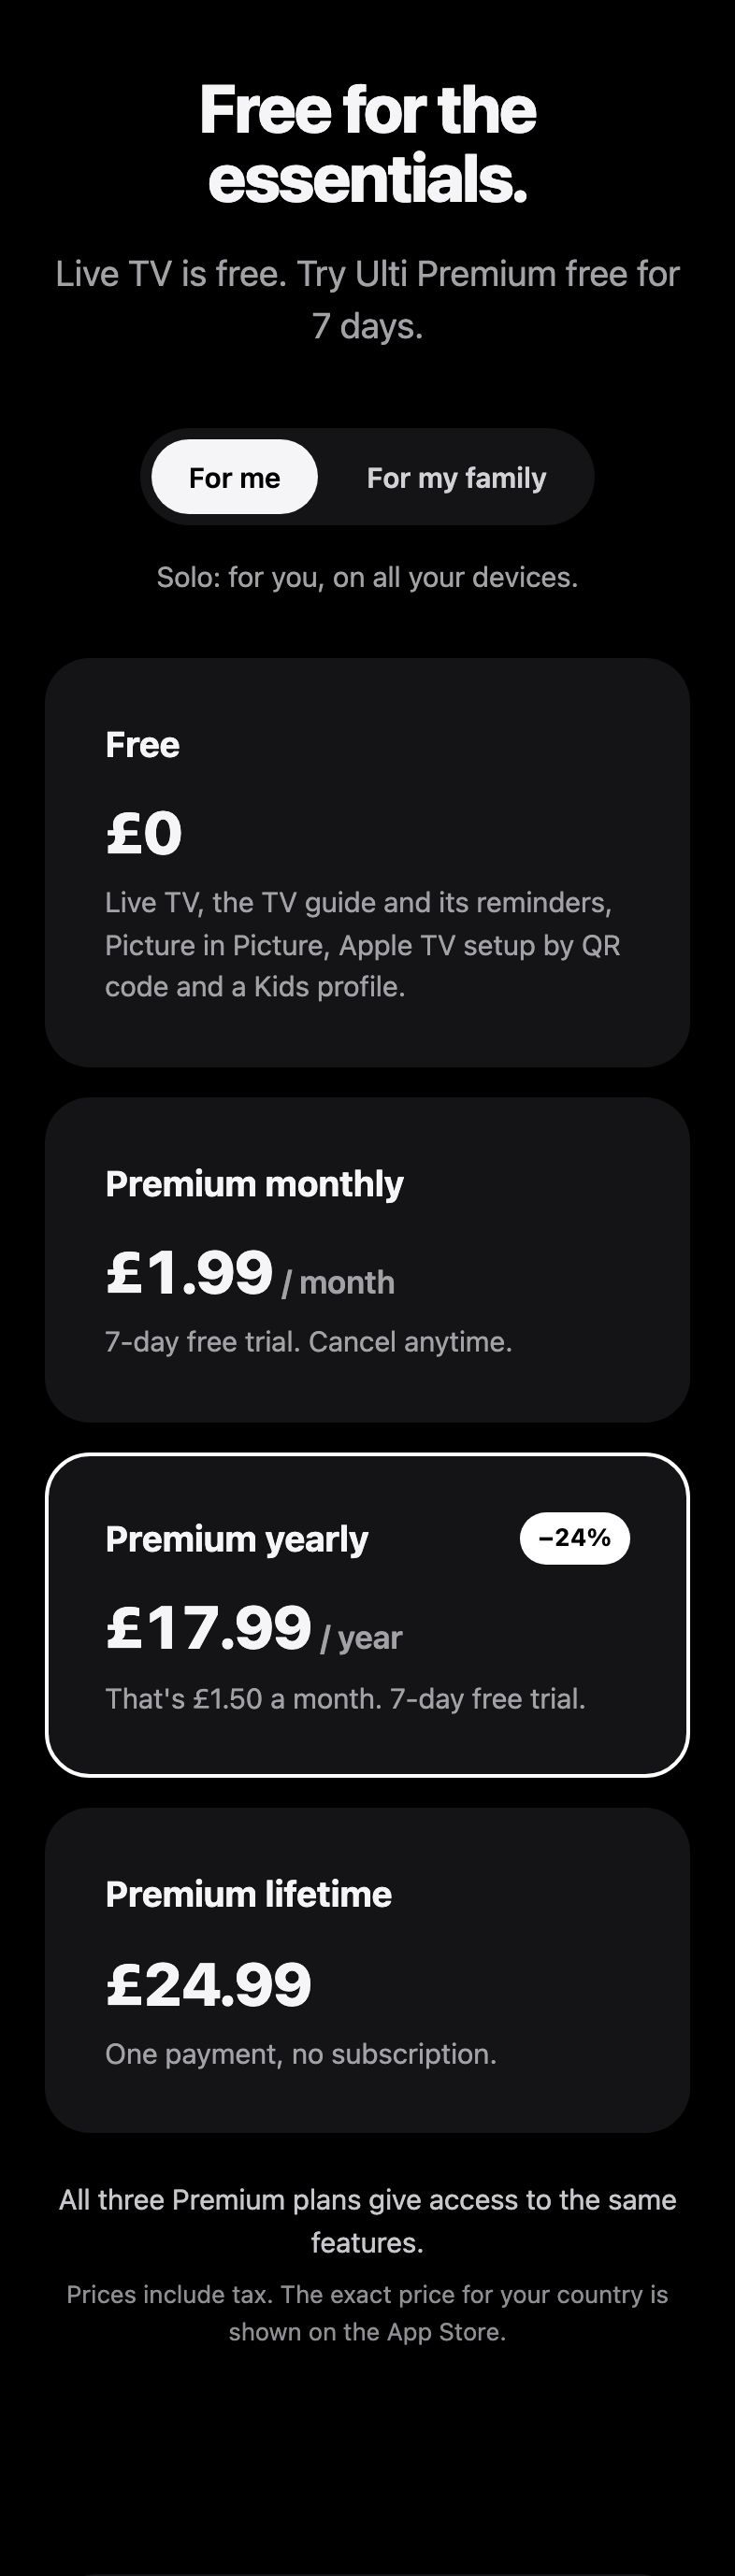 Free for the
essentials.
Live TV is free. Try Ulti Premium free for
7 days.
For me
For my family
Solo: for you, on all your devices.
Free
£0
Live TV, the TV guide and its reminders,
Picture in Picture, Apple TV setup by QR
code and a Kids profile.
Premium monthly
£1.99 / month
7-day free trial. Cancel anytime.
Premium yearly
−24%
£17.99 / year
That's £1.50 a month. 7-day free trial.
Premium lifetime
£24.99
One payment, no subscription.
All three Premium plans give access to the same
features.
Prices include tax. The exact price for your country is
shown on the App Store.